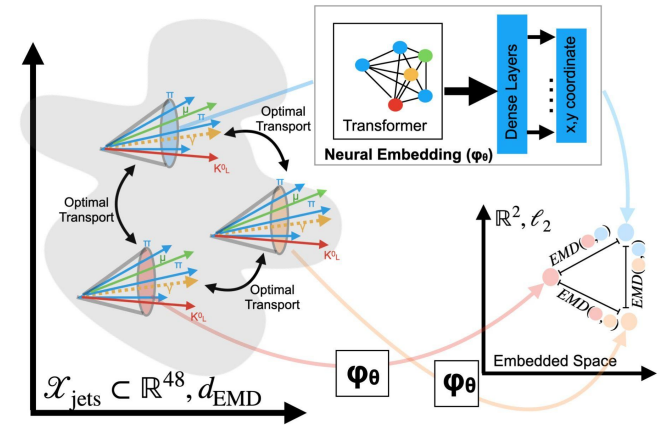 π
μ
π
γ
K⁰L
Optimal
Transport
Optimal
Transport
π
μ
π
γ
K⁰L
π
μ
π
γ
K⁰L
Optimal
Transport
𝒳jets ⊂ ℝ⁴⁸, dEMD
Transformer
Dense Layers
x,y coordinate
Neural Embedding (φθ)
ℝ², ℓ₂
EMD( , )
EMD( , )
EMD( , )
Embedded Space
φθ
φθ